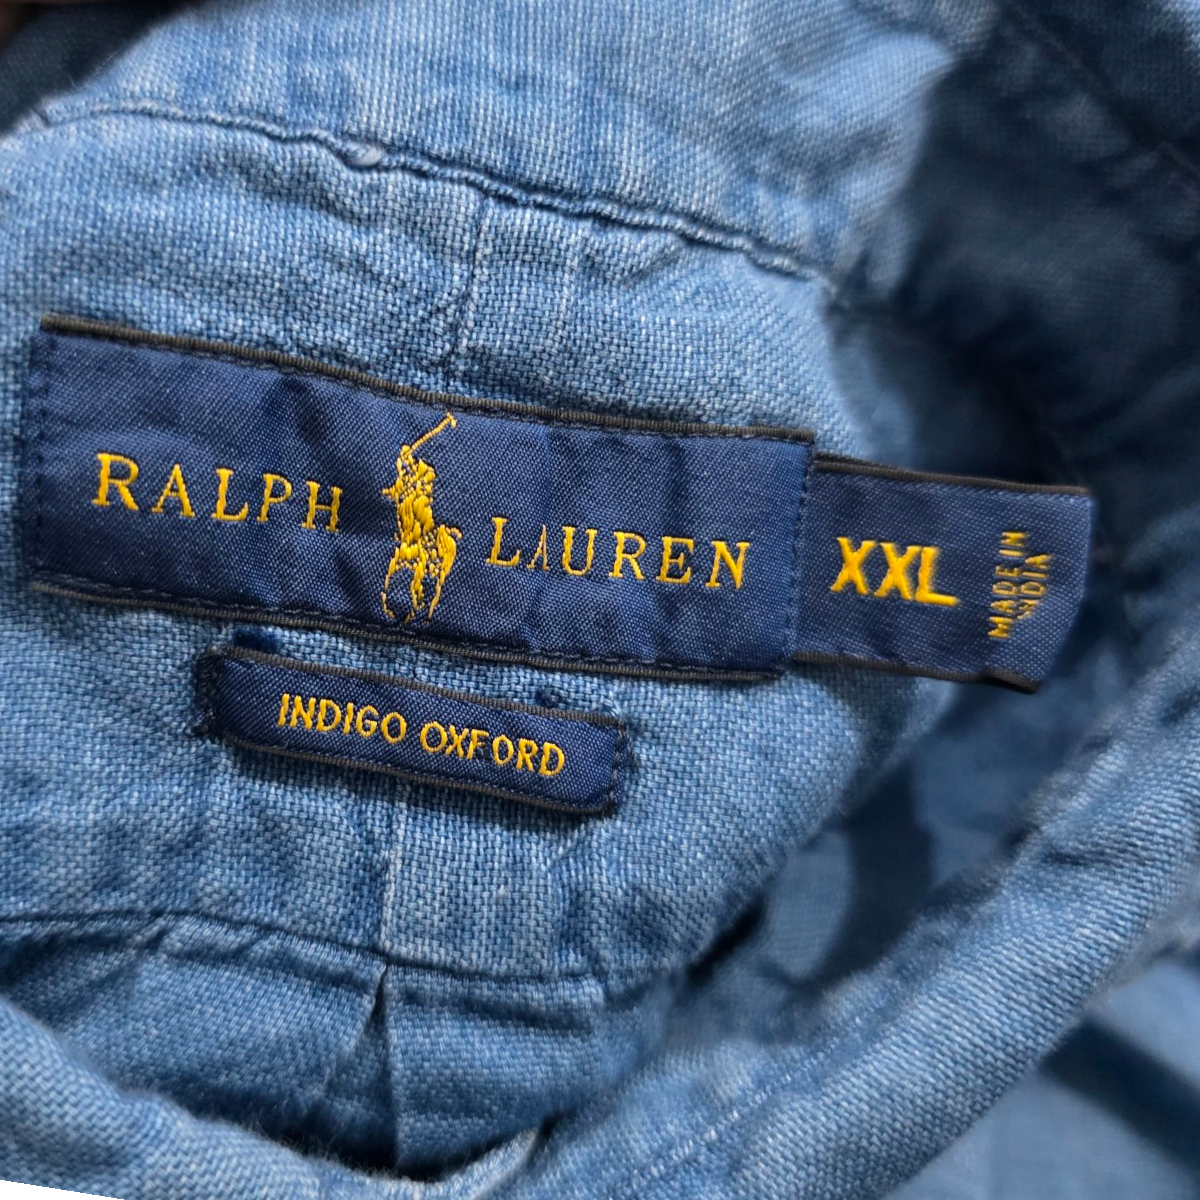 RALPH LAUREN
XXL
MADE IN
INDIA
INDIGO OXFORD